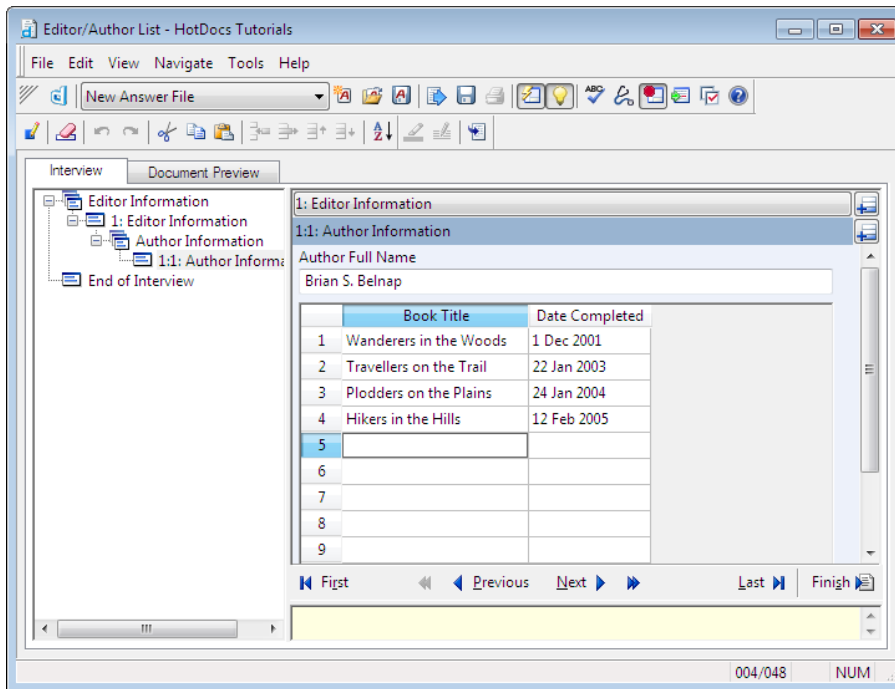 Editor/Author List - HotDocs Tutorials
File Edit View Navigate Tools Help
New Answer File
ABC
Interview Document Preview
Editor Information
1: Editor Information
Author Information
1:1: Author Informa
End of Interview
1: Editor Information
1:1: Author Information
Author Full Name
Brian S. Belnap
Book Title Date Completed
1 Wanderers in the Woods 1 Dec 2001
2 Travellers on the Trail 22 Jan 2003
3 Plodders on the Plains 24 Jan 2004
4 Hikers in the Hills 12 Feb 2005
5
6
7
8
9
First Previous Next Last Finish
004/048 NUM